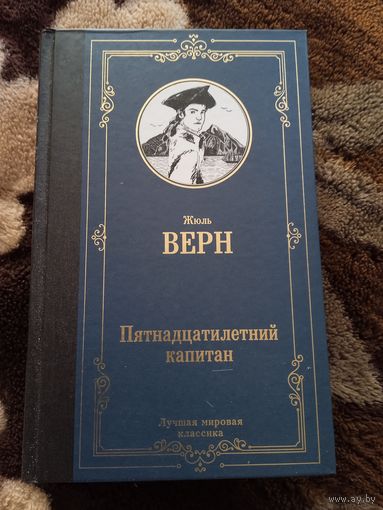 Жюль
ВЕРН
Пятнадцатилетний
капитан
Лучшая мировая
классика
www.ay.by